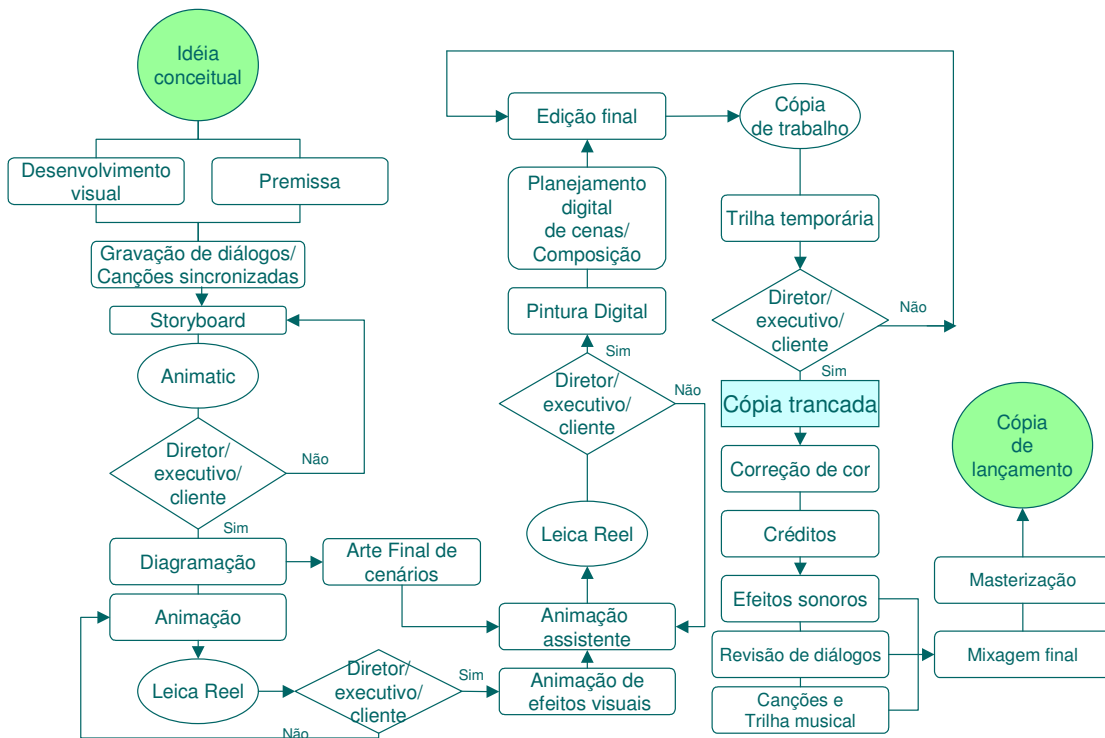 Idéia
conceitual
Desenvolvimento
visual
Premissa
Gravação de diálogos/
Canções sincronizadas
Storyboard
Animatic
Diretor/
executivo/
cliente
Não
Sim
Diagramação
Arte Final de
cenários
Animação
Leica Reel
Diretor/
executivo/
cliente
Sim
Não
Animação de
efeitos visuais
Animação
assistente
Leica Reel
Diretor/
executivo/
cliente
Não
Sim
Pintura Digital
Planejamento
digital
de cenas/
Composição
Edição final
Cópia
de trabalho
Trilha temporária
Diretor/
executivo/
cliente
Não
Sim
Cópia trancada
Correção de cor
Créditos
Efeitos sonoros
Revisão de diálogos
Canções e
Trilha musical
Mixagem final
Masterização
Cópia
de
lançamento